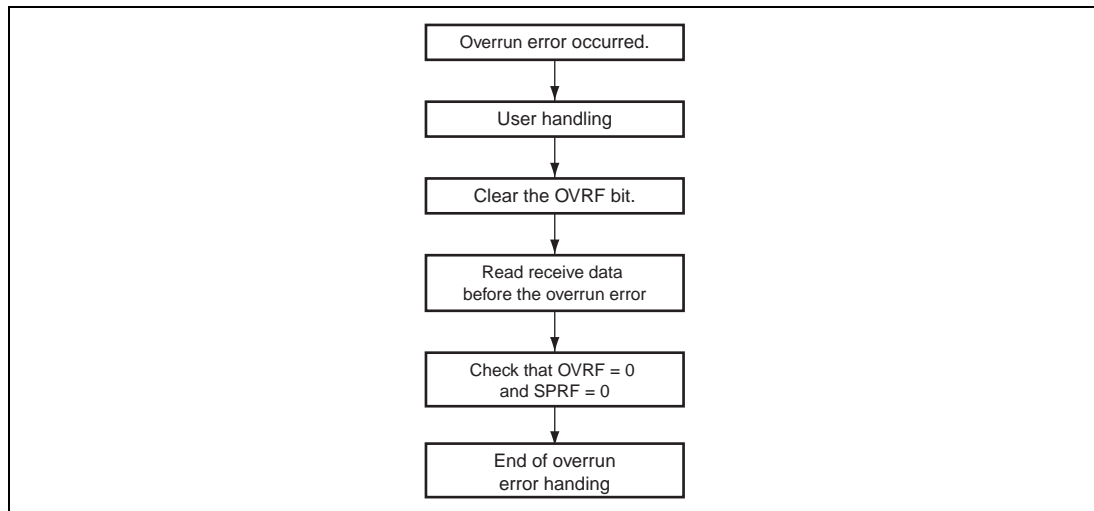 Overrun error occurred.
User handling
Clear the OVRF bit.
Read receive data
before the overrun error
Check that OVRF = 0
and SPRF = 0
End of overrun
error handing